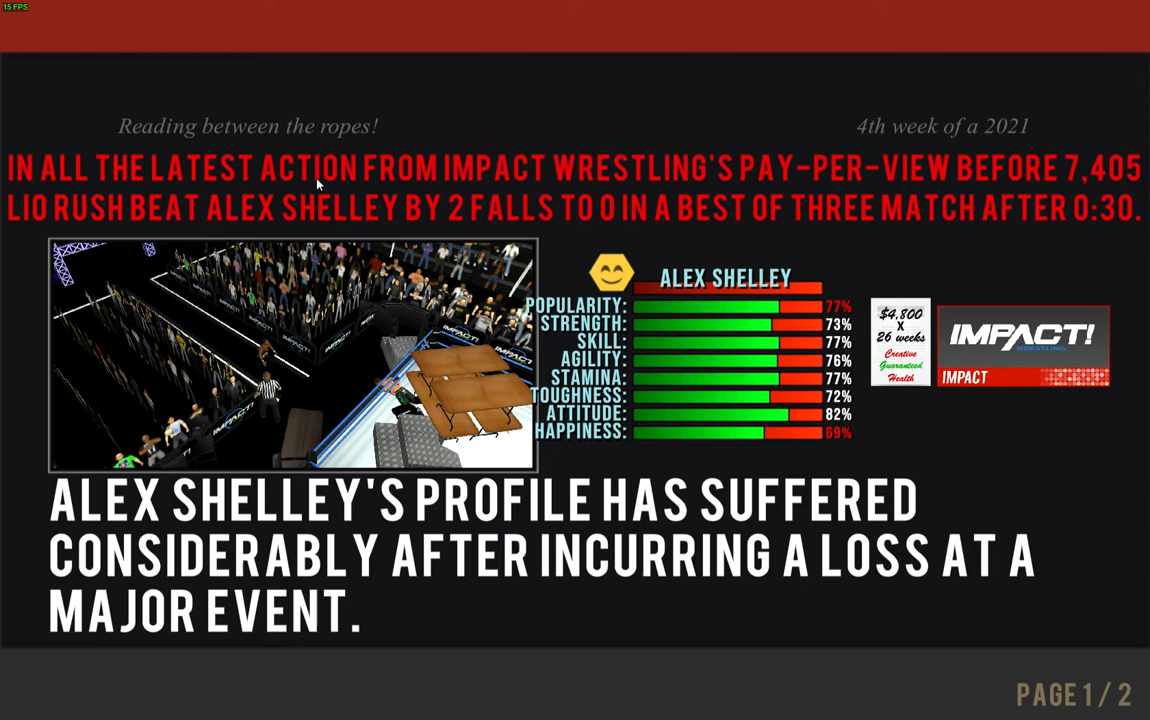 15 FPS
Reading between the ropes!
4th week of a 2021
IN ALL THE LATEST ACTION FROM IMPACT WRESTLING'S PAY-PER-VIEW BEFORE 7,405
LIO RUSH BEAT ALEX SHELLEY BY 2 FALLS TO 0 IN A BEST OF THREE MATCH AFTER 0:30.
ALEX SHELLEY
POPULARITY: 77%
STRENGTH: 73%
SKILL: 77%
AGILITY: 76%
STAMINA: 77%
TOUGHNESS: 72%
ATTITUDE: 82%
HAPPINESS: 69%
$4,800
X
26 weeks
Creative
Guaranteed
Health
IMPACT!
WRESTLING
IMPACT
IMPACT!
IMPACT!
IMPACT!
IMPACT!
ALEX SHELLEY'S PROFILE HAS SUFFERED
CONSIDERABLY AFTER INCURRING A LOSS AT A
MAJOR EVENT.
PAGE 1 / 2